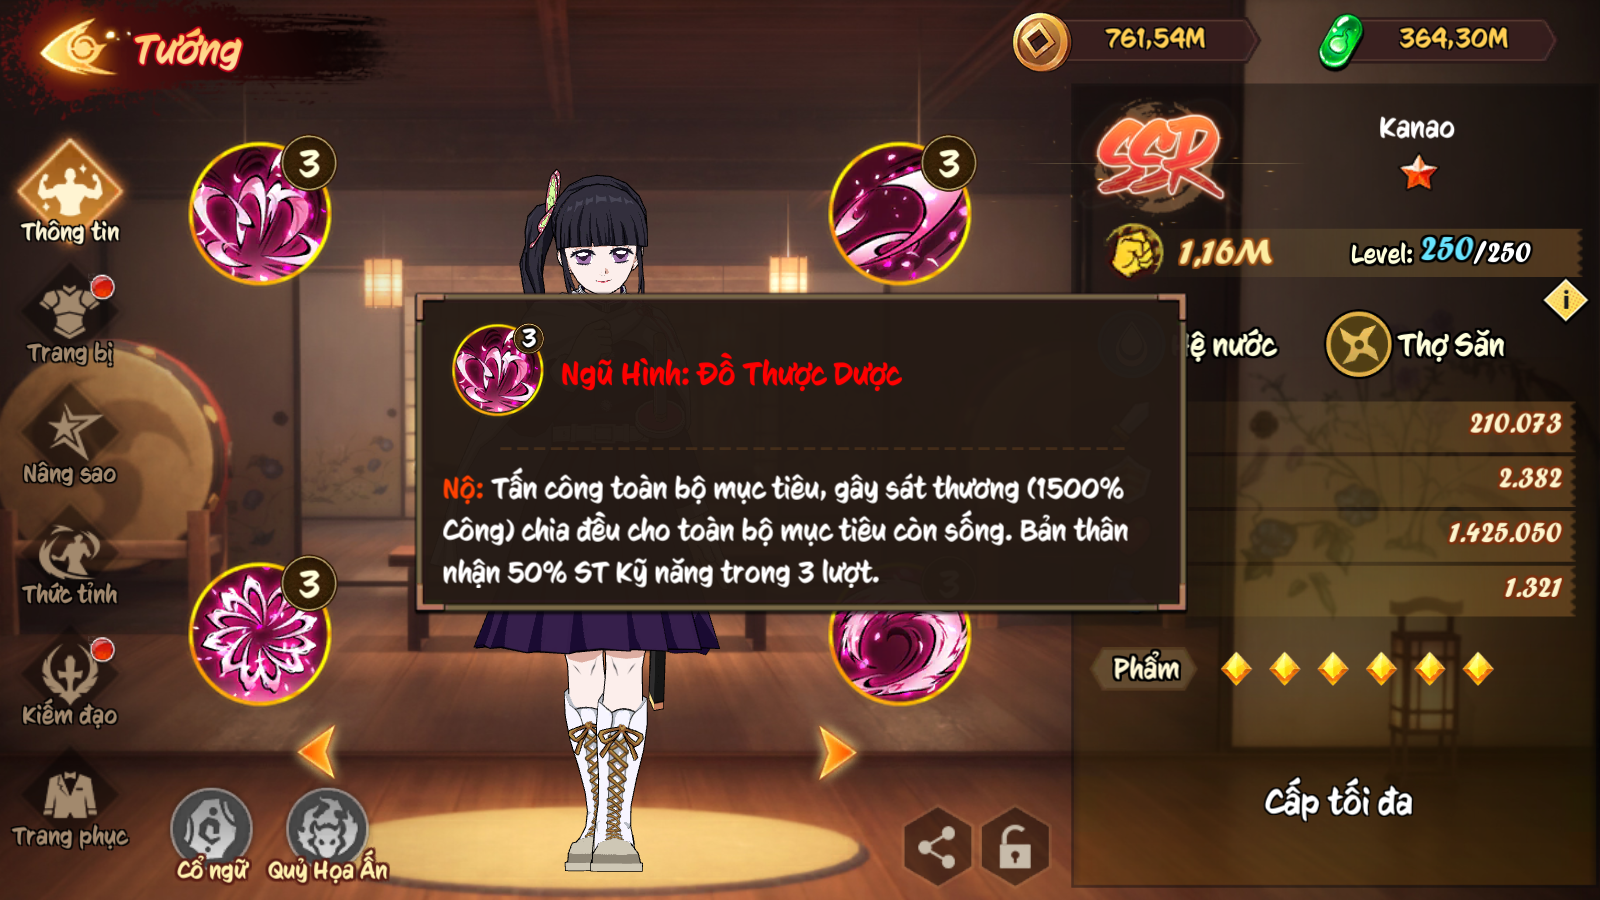 Tướng
761,54M
364,30M
Thông tin
Trang bị
Nâng sao
Thức tỉnh
Kiếm đạo
Trang phục
3
3
3
SSR
Kanao
1,16M
Level: 250/250
i
ệ nước
Thợ Săn
3
Ngũ Hình: Đồ Thược Dược
Nộ: Tấn công toàn bộ mục tiêu, gây sát thương (1500%
Công) chia đều cho toàn bộ mục tiêu còn sống. Bản thân
nhận 50% ST Kỹ năng trong 3 lượt.
3
210.073
2.382
1.425.050
1.321
Phẩm
Cấp tối đa
Cổ ngữ
Quỷ Họa Ấn